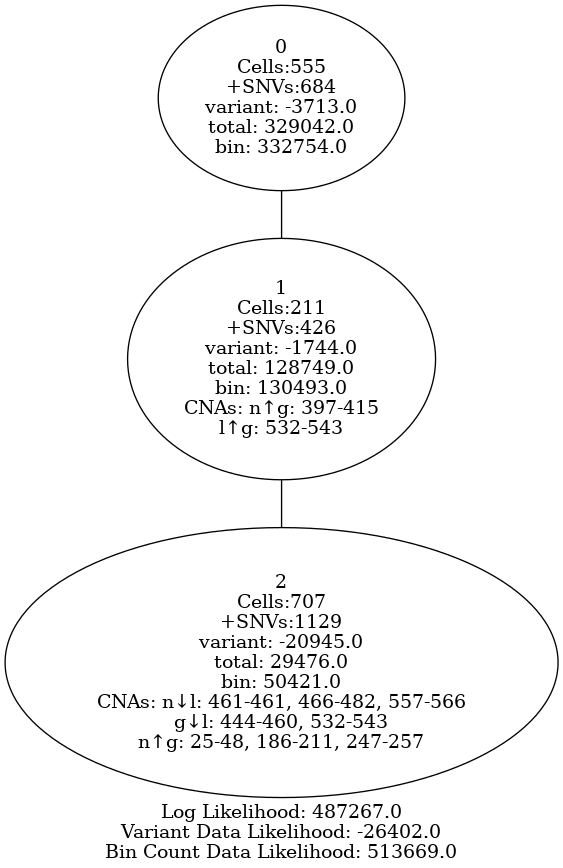 0
Cells:555
+SNVs:684
variant: -3713.0
total: 329042.0
bin: 332754.0
1
Cells:211
+SNVs:426
variant: -1744.0
total: 128749.0
bin: 130493.0
CNAs: n↑g: 397-415
l↑g: 532-543
2
Cells:707
+SNVs:1129
variant: -20945.0
total: 29476.0
bin: 50421.0
CNAs: n↓l: 461-461, 466-482, 557-566
g↓l: 444-460, 532-543
n↑g: 25-48, 186-211, 247-257
Log Likelihood: 487267.0
Variant Data Likelihood: -26402.0
Bin Count Data Likelihood: 513669.0